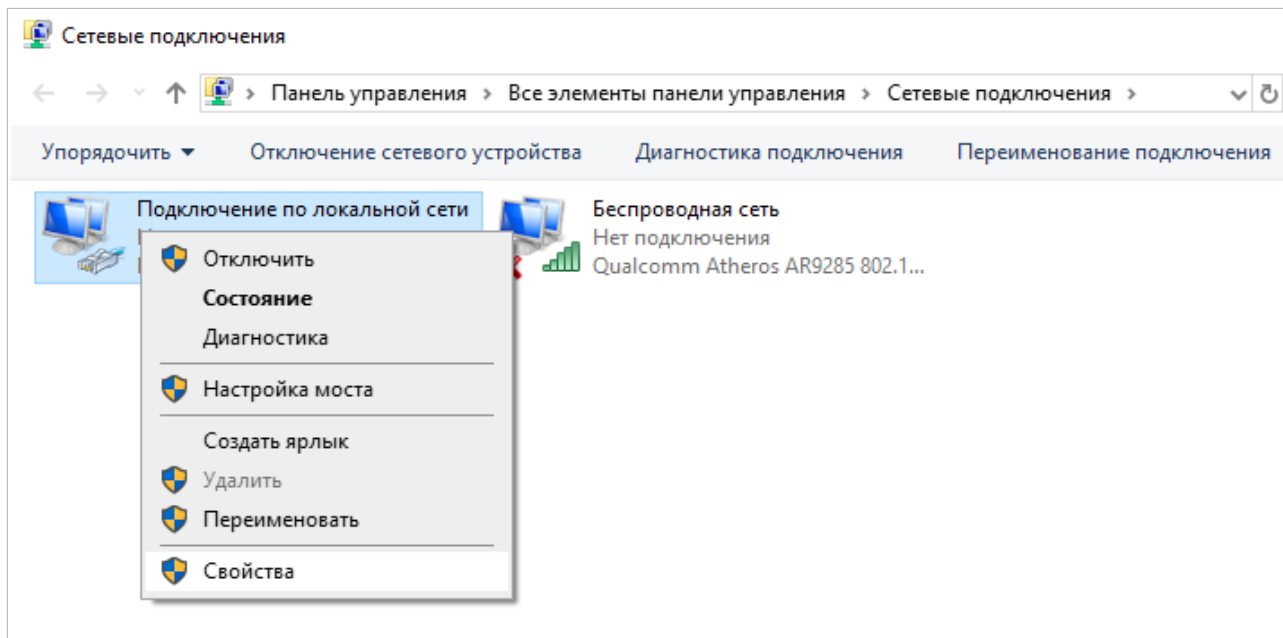 Сетевые подключения
Панель управления > Все элементы панели управления > Сетевые подключения >
Упорядочить Отключение сетевого устройства Диагностика подключения Переименование подключения
Подключение по локальной сети
Беспроводная сеть
Нет подключения
Qualcomm Atheros AR9285 802.1...
Отключить
Состояние
Диагностика
Настройка моста
Создать ярлык
Удалить
Переименовать
Свойства